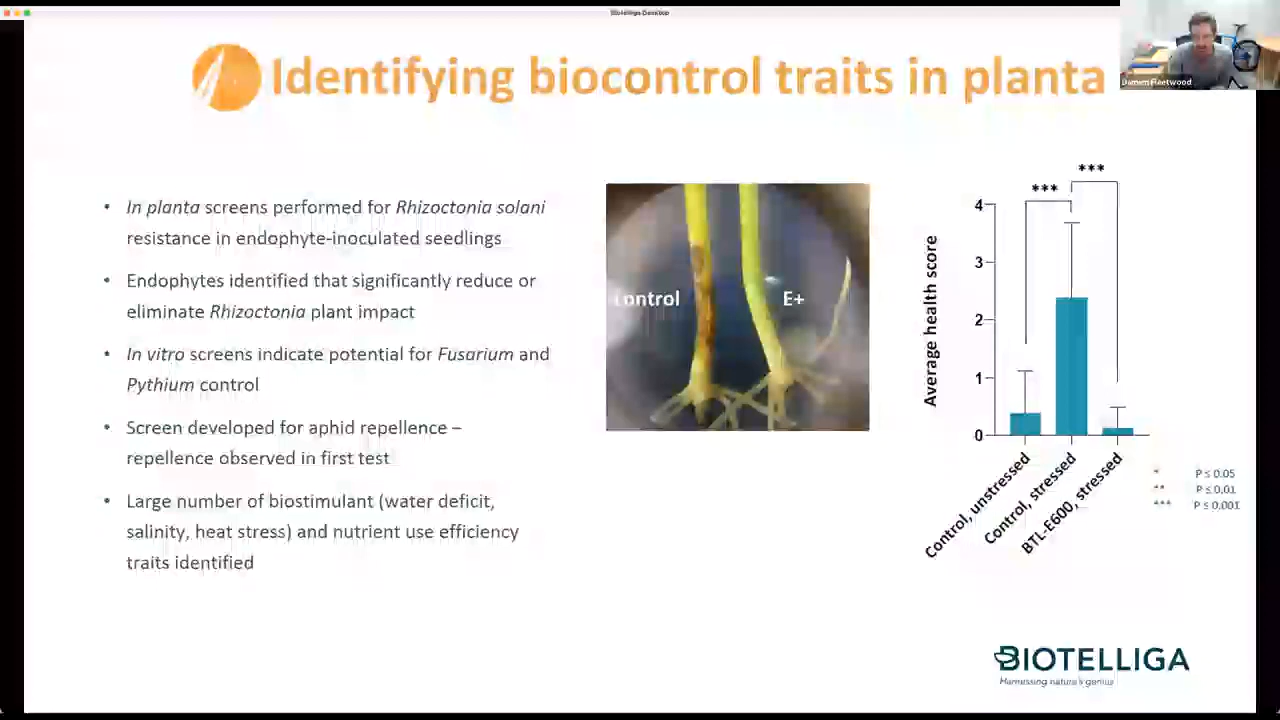 Biotelliga Develop
Identifying biocontrol traits in planta
Damien Fleetwood
• In planta screens performed for Rhizoctonia solani
resistance in endophyte-inoculated seedlings
• Endophytes identified that significantly reduce or
eliminate Rhizoctonia plant impact
• In vitro screens indicate potential for Fusarium and
Pythium control
• Screen developed for aphid repellence –
repellence observed in first test
• Large number of biostimulant (water deficit,
salinity, heat stress) and nutrient use efficiency
traits identified
Control
E+
***
***
Average health score
4
3
2
1
0
Control, unstressed
Control, stressed
BTL-E600, stressed
* P ≤ 0.05
** P ≤ 0.01
*** P ≤ 0.001
BIOTELLIGA
Harnessing nature's genius